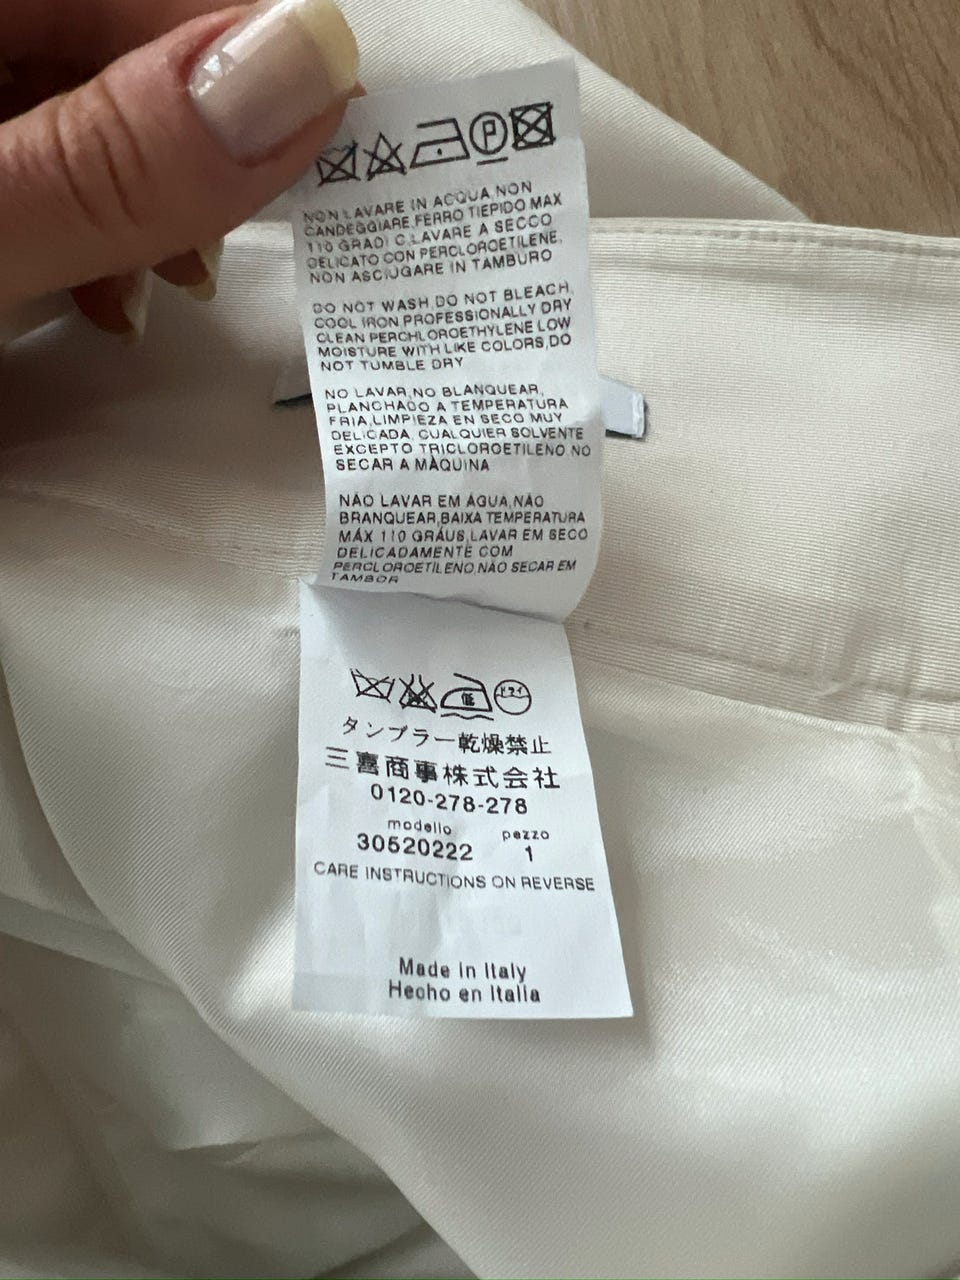 NON LAVARE IN ACQUA,NON
CANDEGGIARE,FERRO TIEPIDO MAX
110 GRADI C,LAVARE A SECCO
DELICATO CON PERCLOROETILENE,
NON ASCIUGARE IN TAMBURO
DO NOT WASH,DO NOT BLEACH,
COOL IRON PROFESSIONALLY DRY
CLEAN PERCHLOROETHYLENE LOW
MOISTURE WITH LIKE COLORS,DO
NOT TUMBLE DRY
NO LAVAR,NO BLANQUEAR,
PLANCHADO A TEMPERATURA
FRIA,LIMPIEZA EN SECO MUY
DELICADA, CUALQUIER SOLVENTE
EXCEPTO TRICLOROETILENO NO
SECAR A MÀQUINA
NÃO LAVAR EM ÁGUA,NÃO
BRANQUEAR,BAIXA TEMPERATURA
MÁX 110 GRÁUS,LAVAR EM SECO
DELICADAMENTE COM
PERCLOROETILENO,NÃO SECAR EM
TAMBOR
P
低 ドライ
タンブラー乾燥禁止
三喜商事株式会社
0120-278-278
modello pezzo
30520222 1
CARE INSTRUCTIONS ON REVERSE
Made in Italy
Hecho en Italia